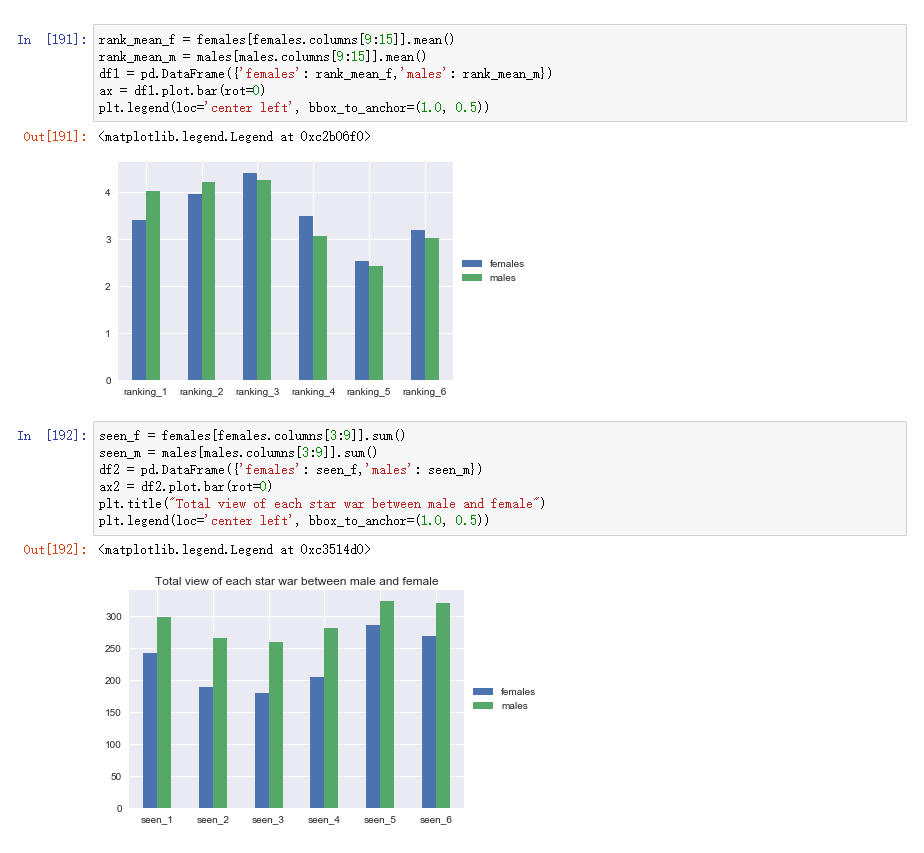 In [191]: rank_mean_f = females[females.columns[9:15]].mean()
rank_mean_m = males[males.columns[9:15]].mean()
df1 = pd.DataFrame({'females': rank_mean_f,'males': rank_mean_m})
ax = df1.plot.bar(rot=0)
plt.legend(loc='center left', bbox_to_anchor=(1.0, 0.5))
Out[191]: <matplotlib.legend.Legend at 0xc2b06f0>
4
3
2
1
0
females
males
ranking_1 ranking_2 ranking_3 ranking_4 ranking_5 ranking_6
In [192]: seen_f = females[females.columns[3:9]].sum()
seen_m = males[males.columns[3:9]].sum()
df2 = pd.DataFrame({'females': seen_f,'males': seen_m})
ax2 = df2.plot.bar(rot=0)
plt.title("Total view of each star war between male and female")
plt.legend(loc='center left', bbox_to_anchor=(1.0, 0.5))
Out[192]: <matplotlib.legend.Legend at 0xc3514d0>
Total view of each star war between male and female
300
250
200
150
100
50
0
females
males
seen_1 seen_2 seen_3 seen_4 seen_5 seen_6